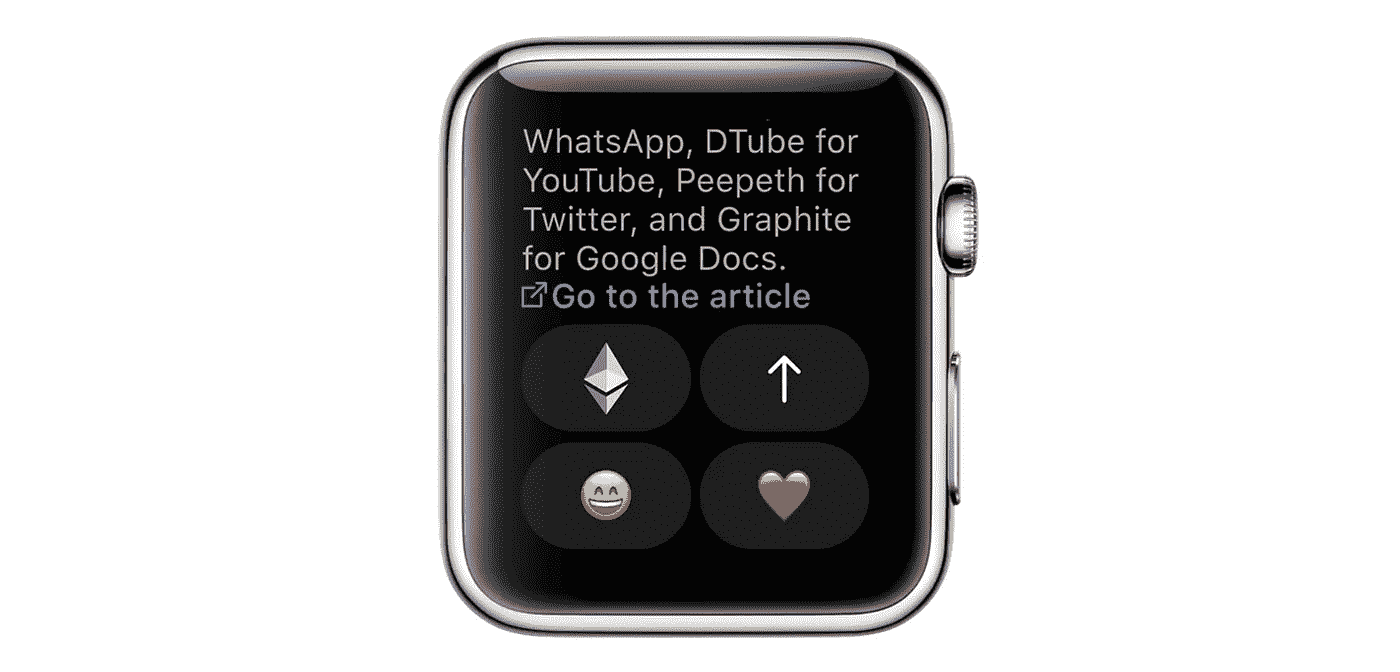 WhatsApp, DTube for
YouTube, Peepeth for
Twitter, and Graphite
for Google Docs.
Go to the article